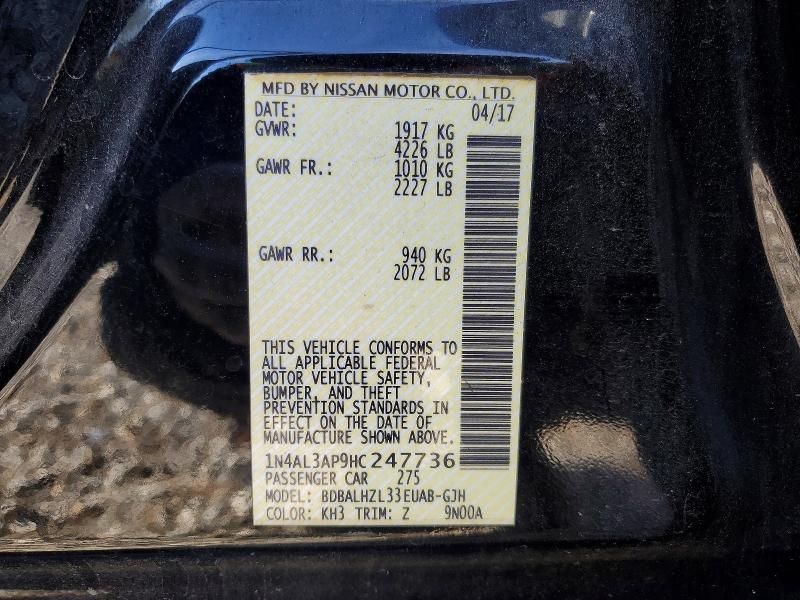 MFD BY NISSAN MOTOR CO., LTD.
DATE: 04/17
GVWR: 1917 KG
4226 LB
GAWR FR.: 1010 KG
2227 LB
GAWR RR.: 940 KG
2072 LB
THIS VEHICLE CONFORMS TO
ALL APPLICABLE FEDERAL
MOTOR VEHICLE SAFETY,
BUMPER, AND THEFT
PREVENTION STANDARDS IN
EFFECT ON THE DATE OF
MANUFACTURE SHOWN ABOVE.
1N4AL3AP9HC247736
PASSENGER CAR 275
MODEL: BDBALHZL33EUAB-GJH
COLOR: KH3 TRIM: Z 9N00A